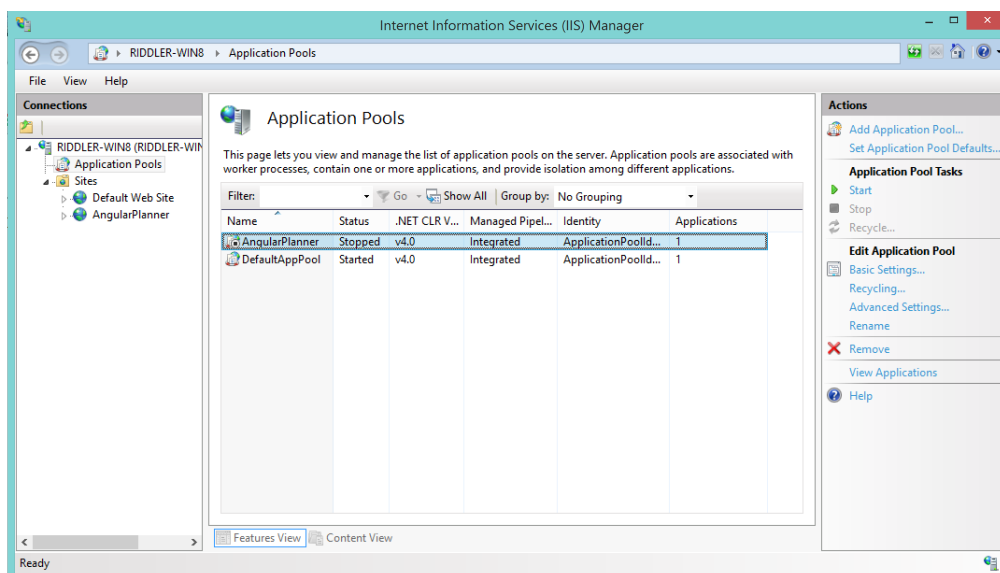 Internet Information Services (IIS) Manager
RIDDLER-WIN8 Application Pools
File View Help
Connections
RIDDLER-WIN8 (RIDDLER-WIN
Application Pools
Sites
Default Web Site
AngularPlanner
Application Pools
This page lets you view and manage the list of application pools on the server. Application pools are associated with
worker processes, contain one or more applications, and provide isolation among different applications.
Filter: Go Show All Group by: No Grouping
Name Status .NET CLR V... Managed Pipel... Identity Applications
AngularPlanner Stopped v4.0 Integrated ApplicationPoolId... 1
DefaultAppPool Started v4.0 Integrated ApplicationPoolId... 1
Features View Content View
Actions
Add Application Pool...
Set Application Pool Defaults...
Application Pool Tasks
Start
Stop
Recycle...
Edit Application Pool
Basic Settings...
Recycling...
Advanced Settings...
Rename
Remove
View Applications
Help
Ready